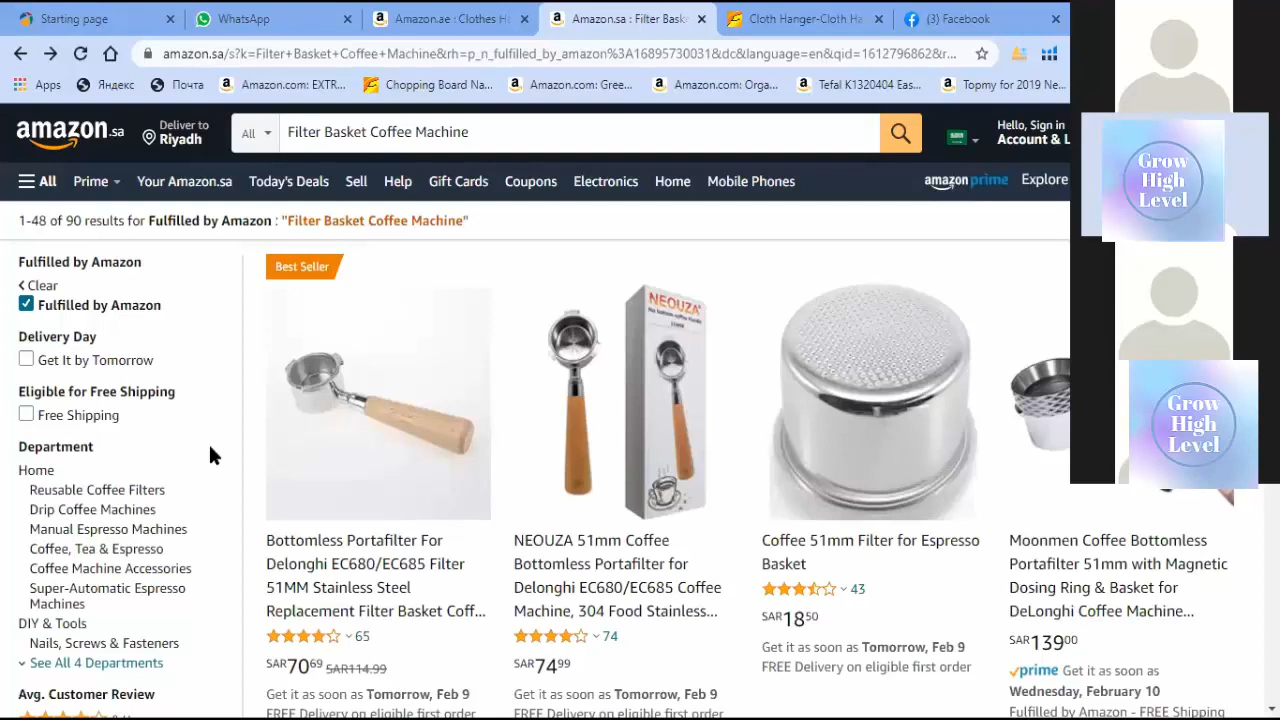 Starting page
WhatsApp
Amazon.ae : Clothes H
Amazon.sa : Filter Bask
Cloth Hanger-Cloth Ha
(3) Facebook
amazon.sa/s?k=Filter+Basket+Coffee+Machine&rh=p_n_fulfilled_by_amazon%3A16895730031&dc&language=en&qid=1612796862&r...
Apps
Яндекс
Почта
Amazon.com: EXTR...
Chopping Board Na...
Amazon.com: Gree...
Amazon.com: Orga...
Tefal K1320404 Eas...
Topmy for 2019 Ne...
amazon.sa
Deliver to
Riyadh
All
Filter Basket Coffee Machine
Hello, Sign in
Account & L
All
Prime
Your Amazon.sa
Today's Deals
Sell
Help
Gift Cards
Coupons
Electronics
Home
Mobile Phones
amazon prime
Explore
1-48 of 90 results for Fulfilled by Amazon : "Filter Basket Coffee Machine"
Fulfilled by Amazon
Clear
Fulfilled by Amazon
Delivery Day
Get It by Tomorrow
Eligible for Free Shipping
Free Shipping
Department
Home
Reusable Coffee Filters
Drip Coffee Machines
Manual Espresso Machines
Coffee, Tea & Espresso
Coffee Machine Accessories
Super-Automatic Espresso
Machines
DIY & Tools
Nails, Screws & Fasteners
See All 4 Departments
Avg. Customer Review
Best Seller
Bottomless Portafilter For
Delonghi EC680/EC685 Filter
51MM Stainless Steel
Replacement Filter Basket Coff...
65
SAR70 69 SAR114.99
Get it as soon as Tomorrow, Feb 9
FREE Delivery on eligible first order
NEOUZA
NEOUZA 51mm Coffee
Bottomless Portafilter for
Delonghi EC680/EC685 Coffee
Machine, 304 Food Stainless...
74
SAR74 99
Get it as soon as Tomorrow, Feb 9
FREE Delivery on eligible first order
Coffee 51mm Filter for Espresso
Basket
43
SAR18 50
Get it as soon as Tomorrow, Feb 9
FREE Delivery on eligible first order
Moonmen Coffee Bottomless
Portafilter 51mm with Magnetic
Dosing Ring & Basket for
DeLonghi Coffee Machine...
SAR139 00
prime Get it as soon as
Wednesday, February 10
Fulfilled by Amazon - FREE Shipping
Grow
High
Level
Grow
High
Level